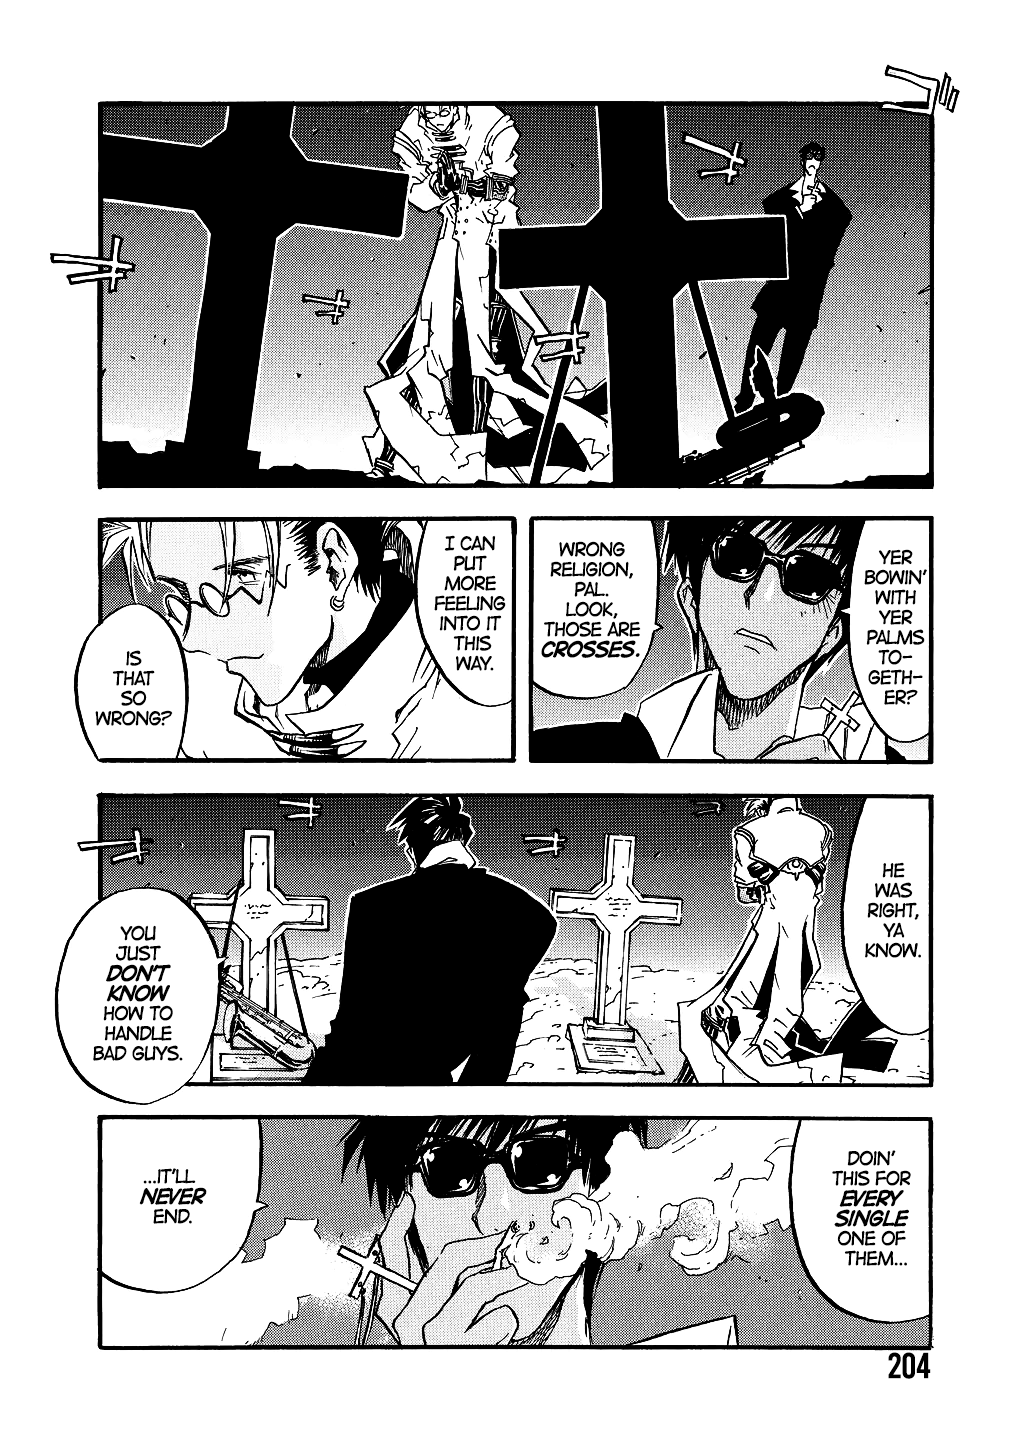 YER
BOWIN'
WITH
YER
PALMS
TO-
GETH-
ER?
WRONG
RELIGION,
PAL.
LOOK,
THOSE ARE
CROSSES.
I CAN
PUT
MORE
FEELING
INTO IT
THIS
WAY.
IS
THAT
SO
WRONG?
HE
WAS
RIGHT,
YA
KNOW.
YOU
JUST
DON'T
KNOW
HOW TO
HANDLE
BAD GUYS.
DOIN'
THIS FOR
EVERY
SINGLE
ONE OF
THEM...
...IT'LL
NEVER
END.
204